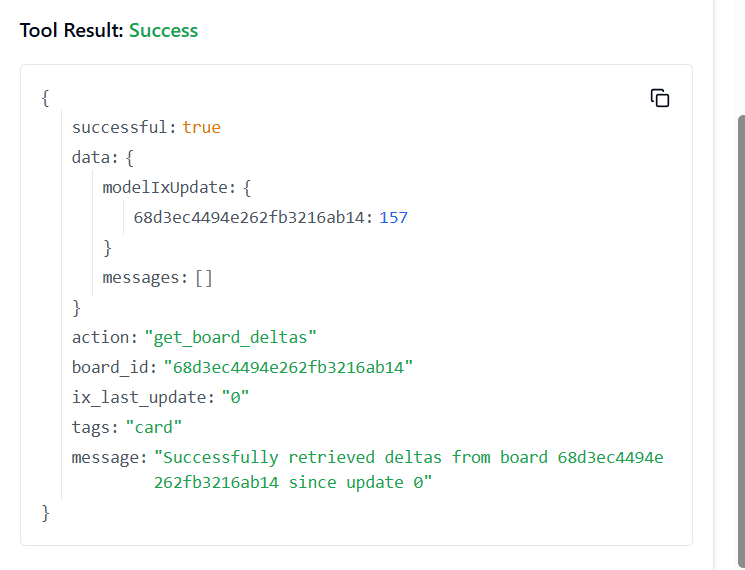 Tool Result: Success
{
successful: true
data: {
modelIxUpdate: {
68d3ec4494e262fb3216ab14: 157
}
messages: []
}
action: "get_board_deltas"
board_id: "68d3ec4494e262fb3216ab14"
ix_last_update: "0"
tags: "card"
message: "Successfully retrieved deltas from board 68d3ec4494e
262fb3216ab14 since update 0"
}